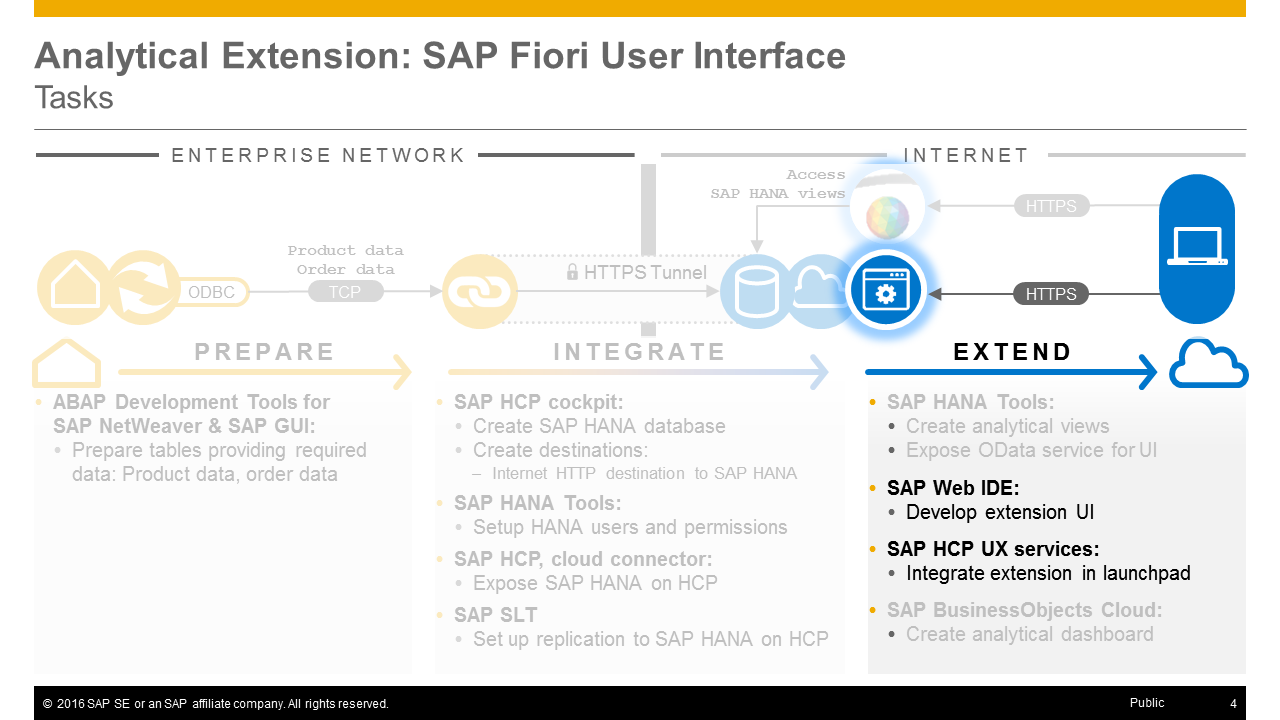 Analytical Extension: SAP Fiori User Interface
Tasks
ENTERPRISE NETWORK
INTERNET
Access
SAP HANA views
HTTPS
Product data
Order data
ODBC
TCP
HTTPS Tunnel
HTTPS
PREPARE
INTEGRATE
EXTEND
• ABAP Development Tools for
SAP NetWeaver & SAP GUI:
• Prepare tables providing required
data: Product data, order data
• SAP HCP cockpit:
• Create SAP HANA database
• Create destinations:
– Internet HTTP destination to SAP HANA
• SAP HANA Tools:
• Setup HANA users and permissions
• SAP HCP, cloud connector:
• Expose SAP HANA on HCP
• SAP SLT
• Set up replication to SAP HANA on HCP
• SAP HANA Tools:
• Create analytical views
• Expose OData service for UI
• SAP Web IDE:
• Develop extension UI
• SAP HCP UX services:
• Integrate extension in launchpad
• SAP BusinessObjects Cloud:
• Create analytical dashboard
© 2016 SAP SE or an SAP affiliate company. All rights reserved.
Public
4